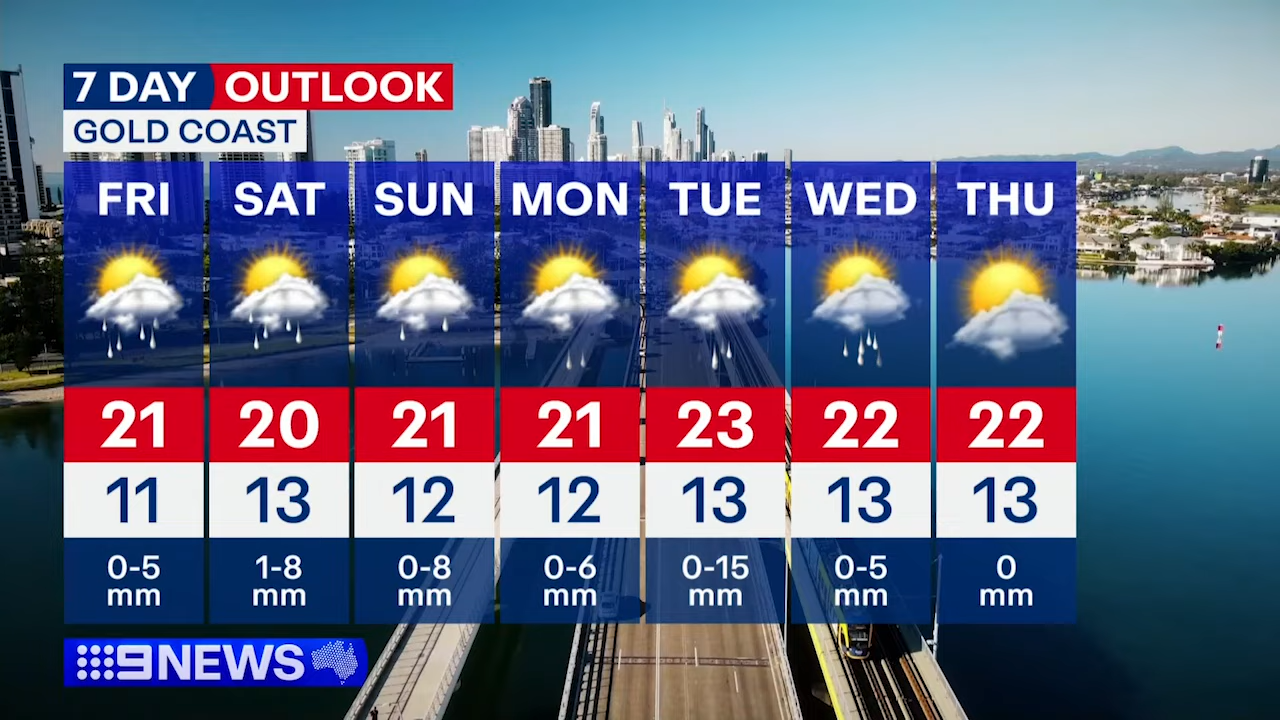 7 DAY OUTLOOK
GOLD COAST
FRI SAT SUN MON TUE WED THU
21 20 21 21 23 22 22
11 13 12 12 13 13 13
0-5 1-8 0-8 0-6 0-15 0-5 0
mm mm mm mm mm mm mm
9NEWS